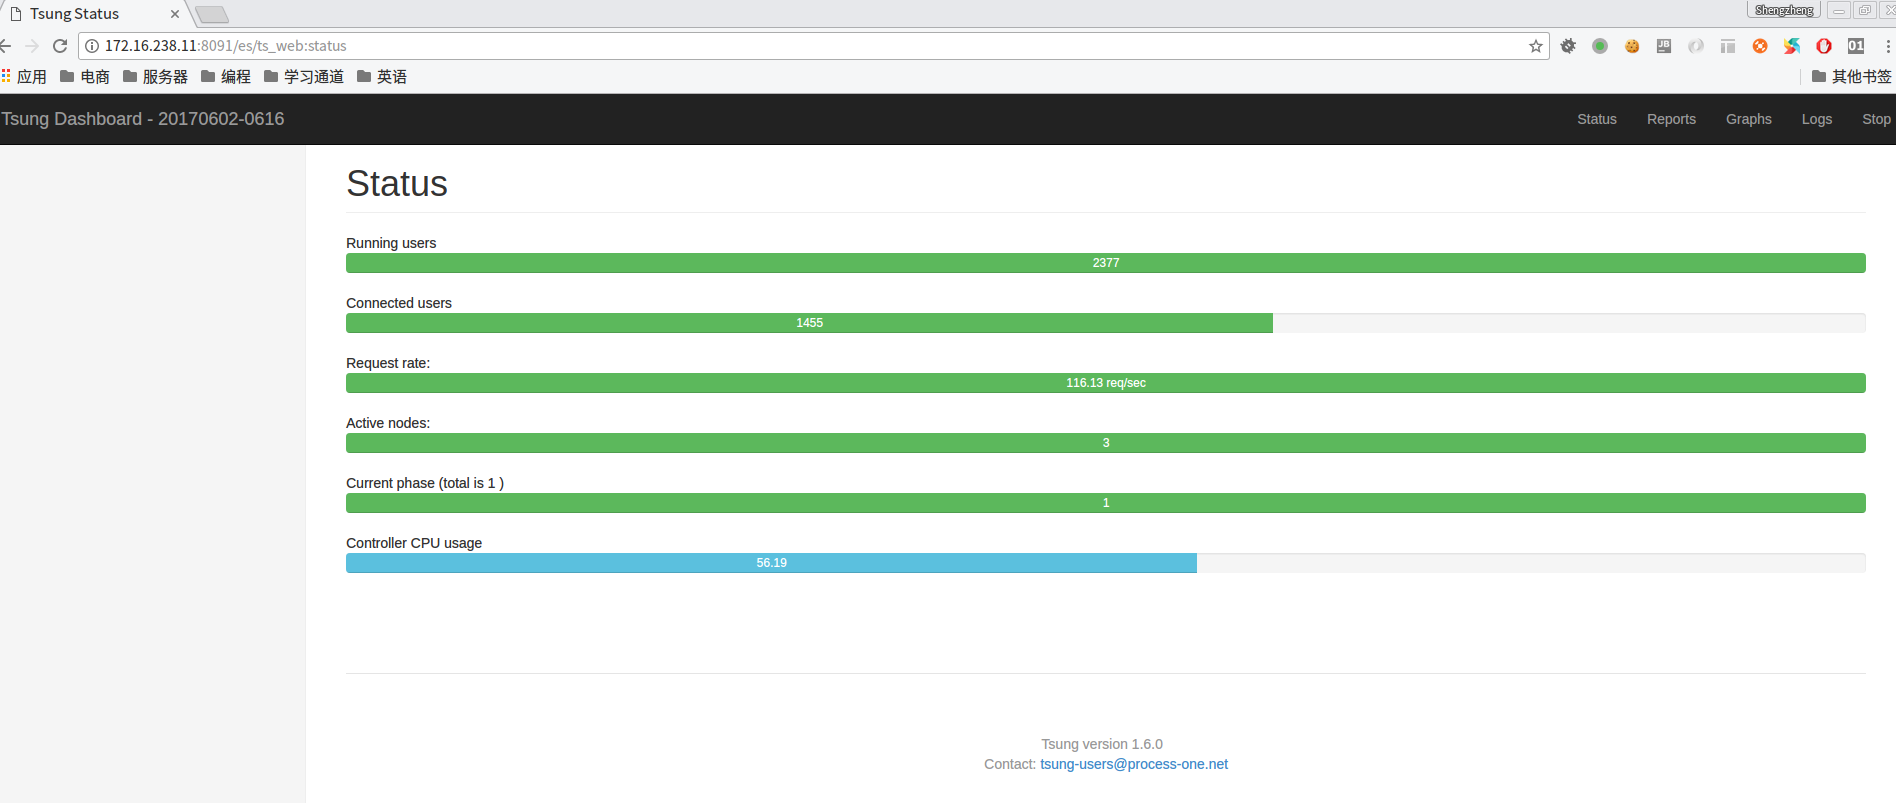 Tsung Status
Shengzheng
172.16.238.11:8091/es/ts_web:status
JB
01
应用 电商 服务器 编程 学习通道 英语 其他书签
Tsung Dashboard - 20170602-0616 Status Reports Graphs Logs Stop
Status
Running users
2377
Connected users
1455
Request rate:
116.13 req/sec
Active nodes:
3
Current phase (total is 1 )
1
Controller CPU usage
56.19
Tsung version 1.6.0
Contact: tsung-users@process-one.net